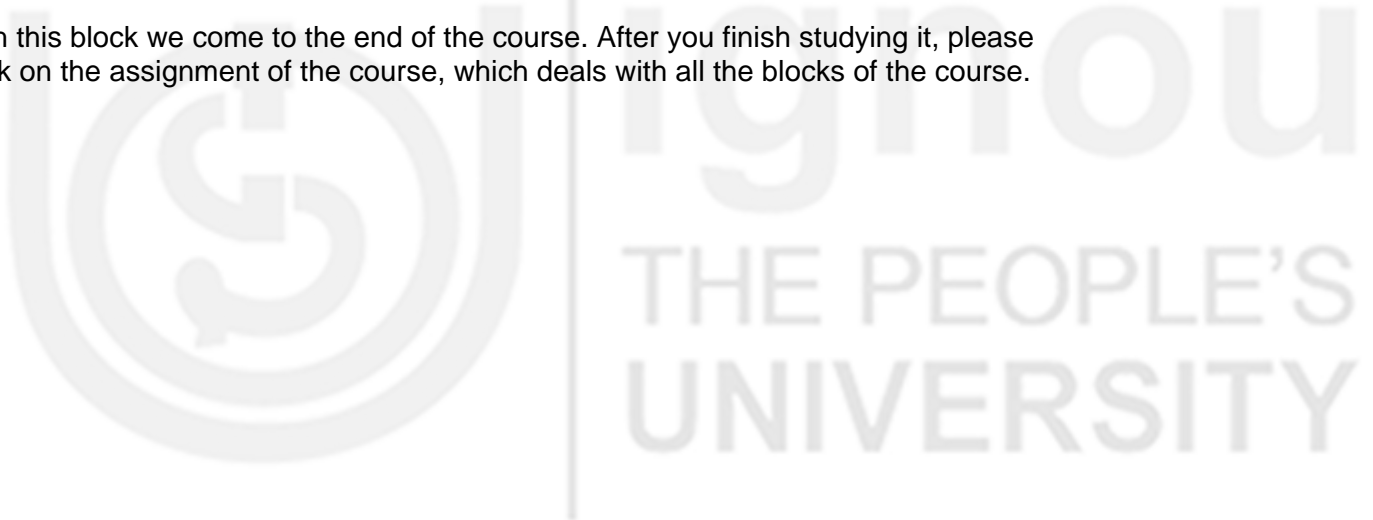 n this block we come to the end of the course. After you finish studying it, please
k on the assignment of the course, which deals with all the blocks of the course.
ignou
THE PEOPLE'S
UNIVERSITY